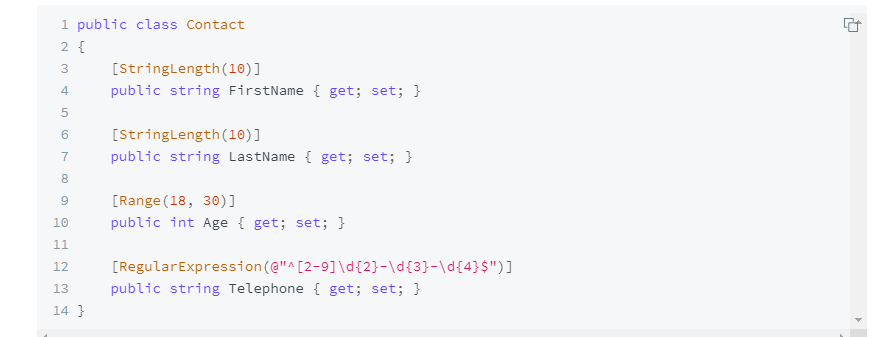 1 public class Contact
2 {
3     [StringLength(10)]
4     public string FirstName { get; set; }
5
6     [StringLength(10)]
7     public string LastName { get; set; }
8
9     [Range(18, 30)]
10     public int Age { get; set; }
11
12     [RegularExpression(@"^[2-9]\d{2}-\d{3}-\d{4}$")]
13     public string Telephone { get; set; }
14 }